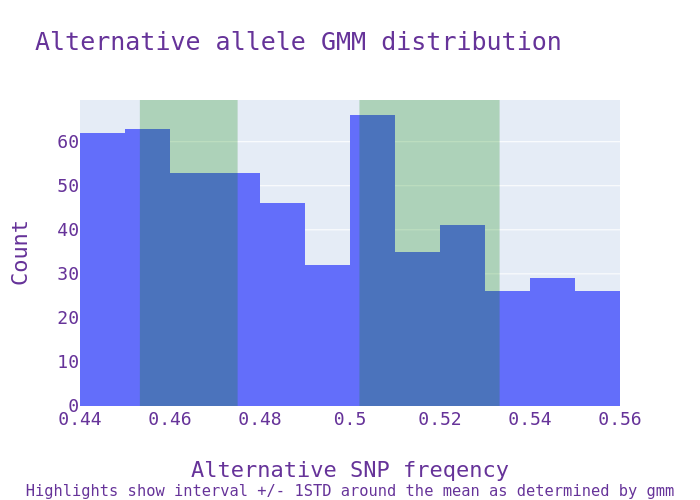 Alternative allele GMM distribution
60
50
40
30
20
10
0
Count
0.44 0.46 0.48 0.5 0.52 0.54 0.56
Alternative SNP freqency
Highlights show interval +/- 1STD around the mean as determined by gmm